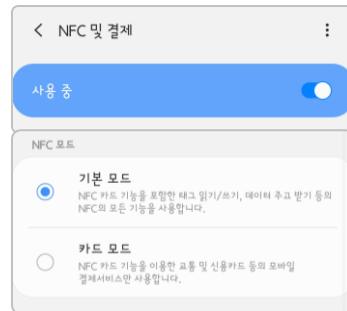 NFC 및 결제
사용 중
NFC 모드
기본 모드
NFC 카드 기능을 포함한 태그 읽기/쓰기, 데이터 주고 받기 등의
NFC의 모든 기능을 사용합니다.
카드 모드
NFC 카드 기능을 이용한 교통 및 신용카드 등의 모바일
결제서비스만 사용합니다.